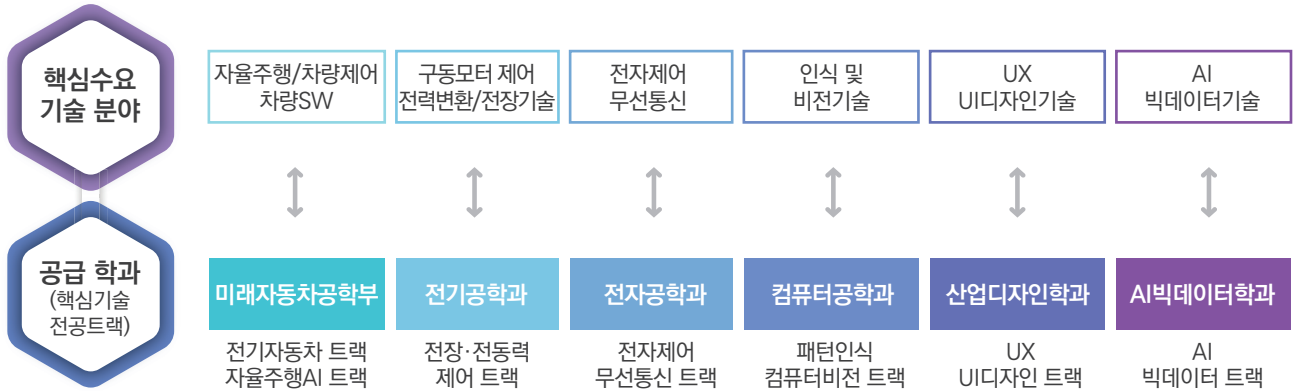 핵심수요
기술 분야
자율주행/차량제어
차량SW
구동모터 제어
전력변환/전장기술
전자제어
무선통신
인식 및
비전기술
UX
UI디자인기술
AI
빅데이터기술
공급 학과
(핵심기술
전공트랙)
미래자동차공학부
전기공학과
전자공학과
컴퓨터공학과
산업디자인학과
AI빅데이터학과
전기자동차 트랙
자율주행AI 트랙
전장·전동력
제어 트랙
전자제어
무선통신 트랙
패턴인식
컴퓨터비전 트랙
UX
UI디자인 트랙
AI
빅데이터 트랙